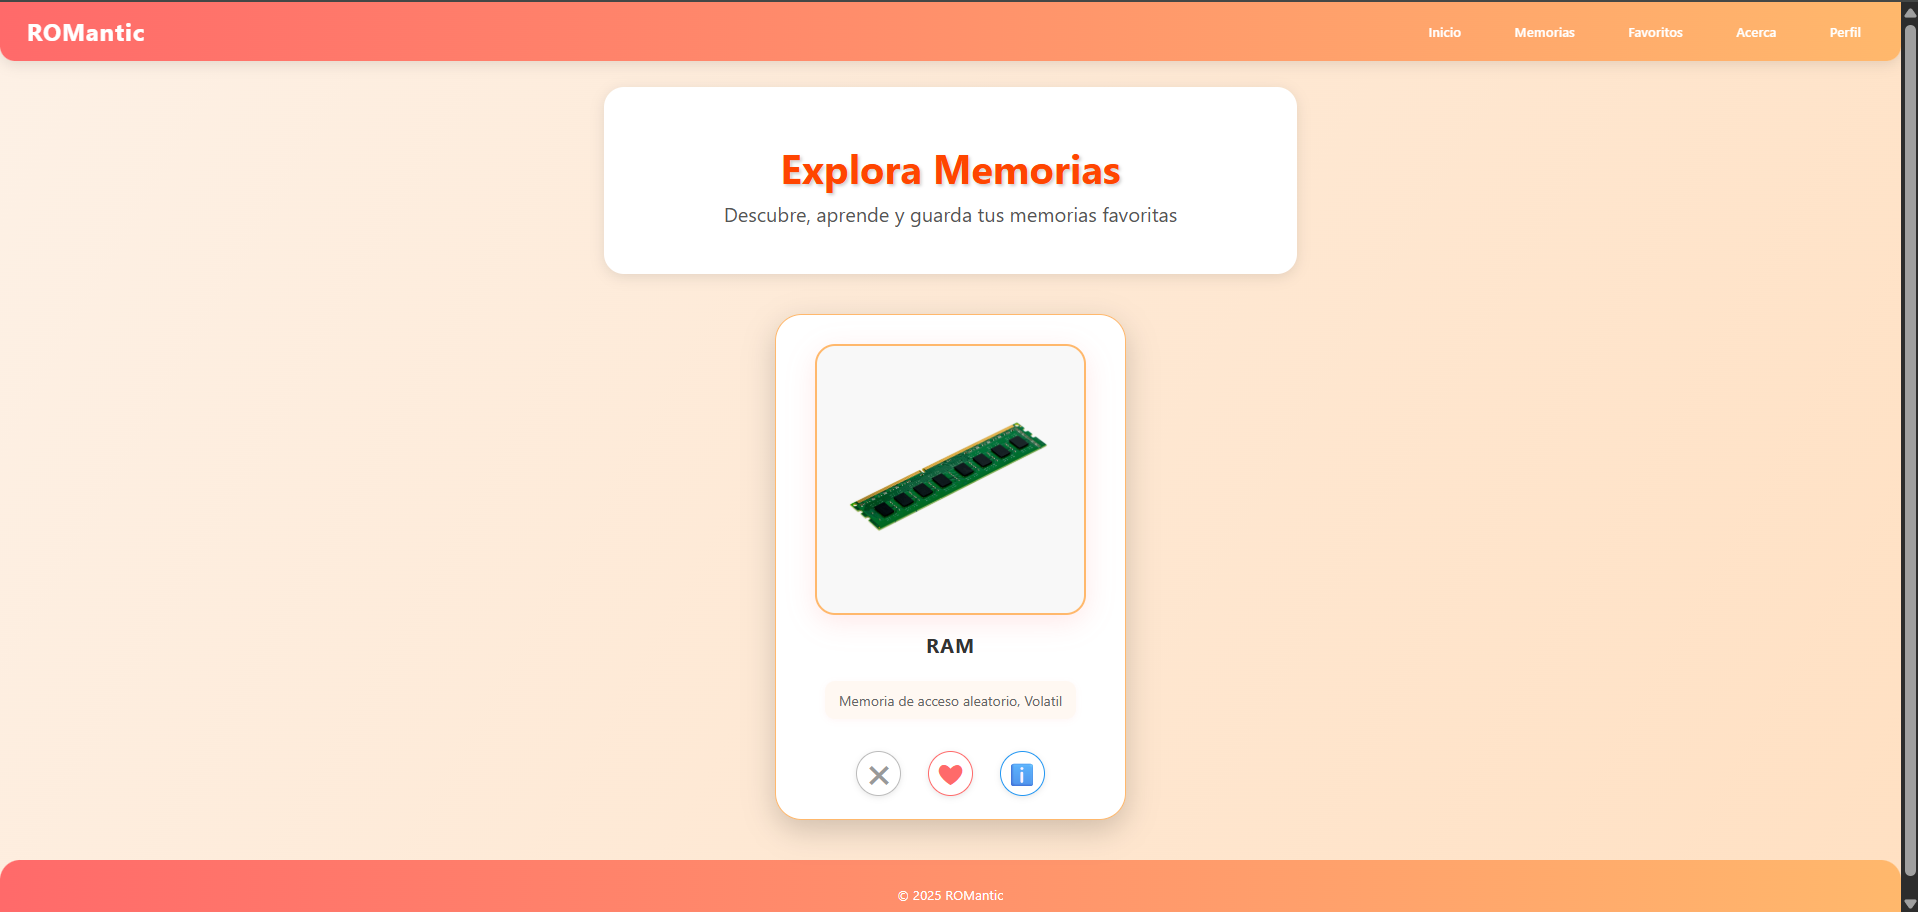 ROMantic
Inicio Memorias Favoritos Acerca Perfil
Explora Memorias
Descubre, aprende y guarda tus memorias favoritas
RAM
Memoria de acceso aleatorio, Volatil
© 2025 ROMantic